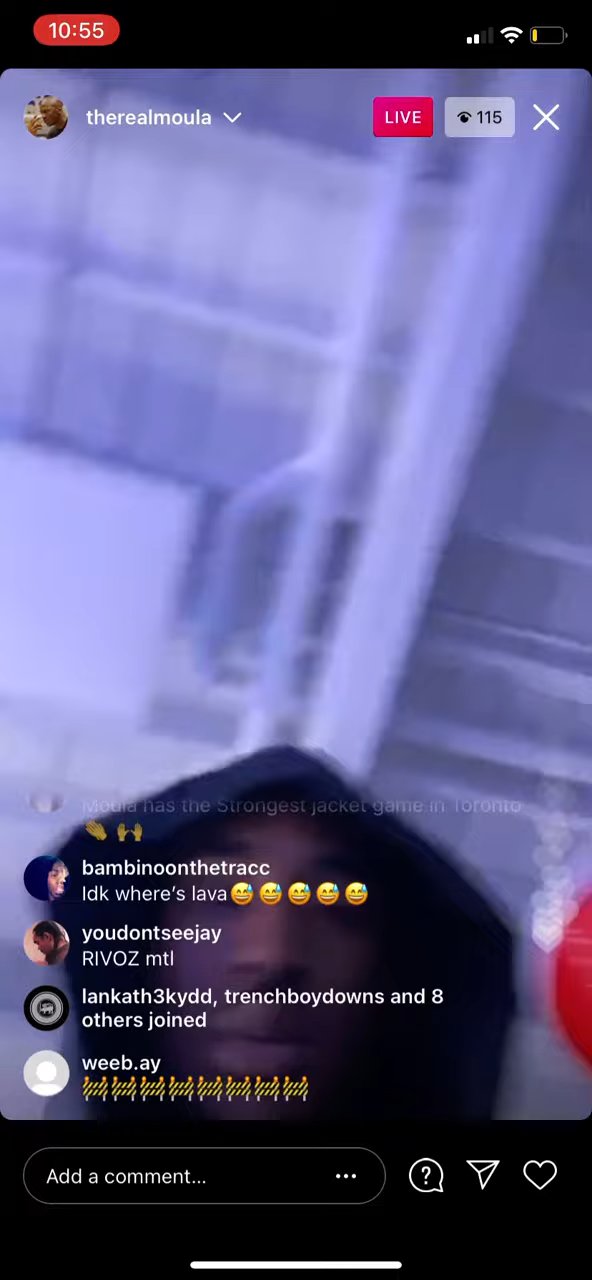 10:55
therealmoula
LIVE
115
Moula has the Strongest jacket game in Toronto
👏 🙌
bambinoonthetracc
Idk where's lava😅😅😅😅😅
youdontseejay
RIVOZ mtl
lankath3kydd, trenchboydowns and 8
others joined
weeb.ay
🚧🚧🚧🚧🚧🚧🚧🚧
Add a comment...